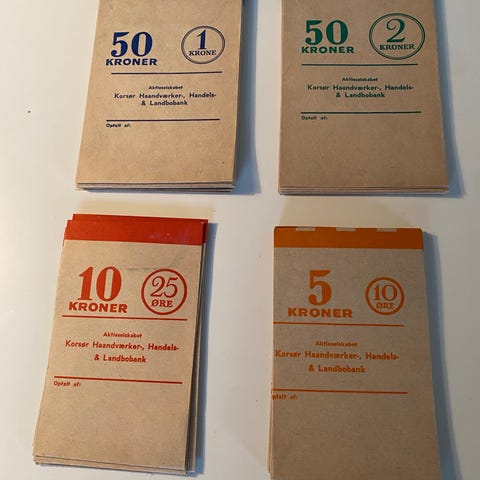 50
KRONER
1
KRONE
Aktieselskabet
Korsør Haandværker-, Handels-
& Landbobank
Optalt af:
50
KRONER
2
KRONER
Aktieselskabet
Korsør Haandværker-, Handels-
& Landbobank
Optalt af:
10
KRONER
25
ØRE
Aktieselskabet
Korsør Haandværker-, Handels-
& Landbobank
Optalt af:
5
KRONER
10
ØRE
Aktieselskabet
Korsør Haandværker-, Handels-
& Landbobank
ptalt af: